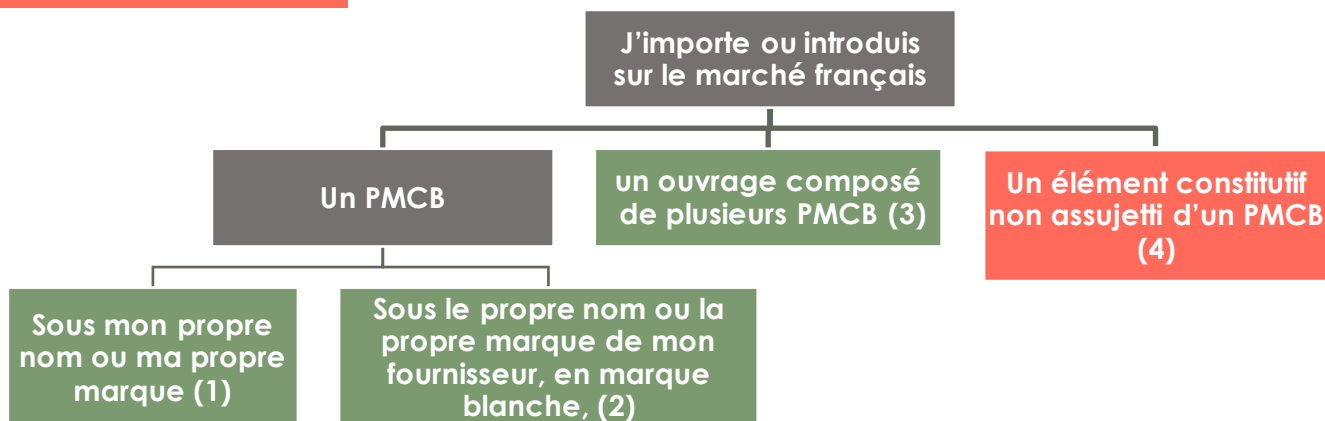 J'importe ou introduis
sur le marché français
Un PMCB
un ouvrage composé
de plusieurs PMCB (3)
Un élément constitutif
non assujetti d'un PMCB
(4)
Sous mon propre
nom ou ma propre
marque (1)
Sous le propre nom ou la
propre marque de mon
fournisseur, en marque
blanche, (2)